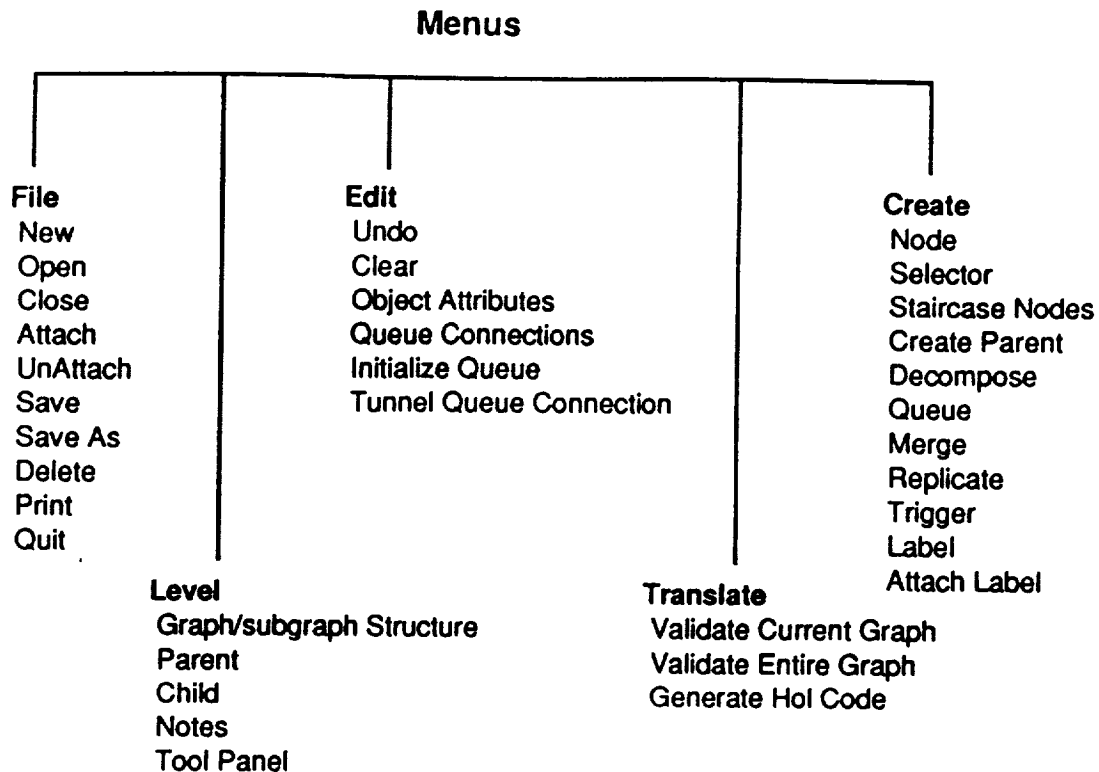 Menus
File
New
Open
Close
Attach
UnAttach
Save
Save As
Delete
Print
Quit
Level
Graph/subgraph Structure
Parent
Child
Notes
Tool Panel
Edit
Undo
Clear
Object Attributes
Queue Connections
Initialize Queue
Tunnel Queue Connection
Translate
Validate Current Graph
Validate Entire Graph
Generate Hol Code
Create
Node
Selector
Staircase Nodes
Create Parent
Decompose
Queue
Merge
Replicate
Trigger
Label
Attach Label